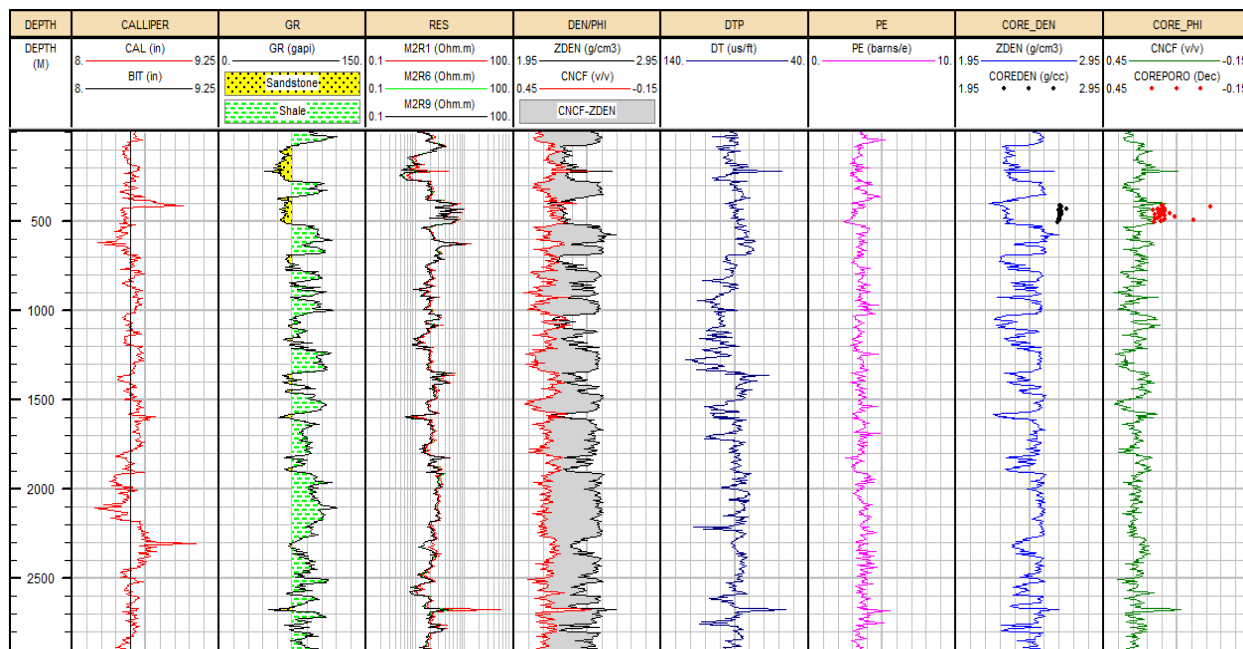 DEPTH CALLIPER GR RES DEN/PHI DTP PE CORE_DEN CORE_PHI
DEPTH (M)
CAL (in)
8. 9.25
BIT (in)
8. 9.25
GR (gapi)
0. 150.
Sandstone
Shale
M2R1 (Ohm.m)
0.1 100.
M2R6 (Ohm.m)
0.1 100.
M2R9 (Ohm.m)
0.1 100.
ZDEN (g/cm3)
1.95 2.95
CNCF (v/v)
0.45 -0.15
CNCF-ZDEN
DT (us/ft)
140. 40.
PE (barns/e)
0. 10.
ZDEN (g/cm3)
1.95 2.95
COREDEN (g/cc)
1.95 2.95
CNCF (v/v)
0.45 -0.15
COREPORO (Dec)
0.45 -0.15
500
1000
1500
2000
2500